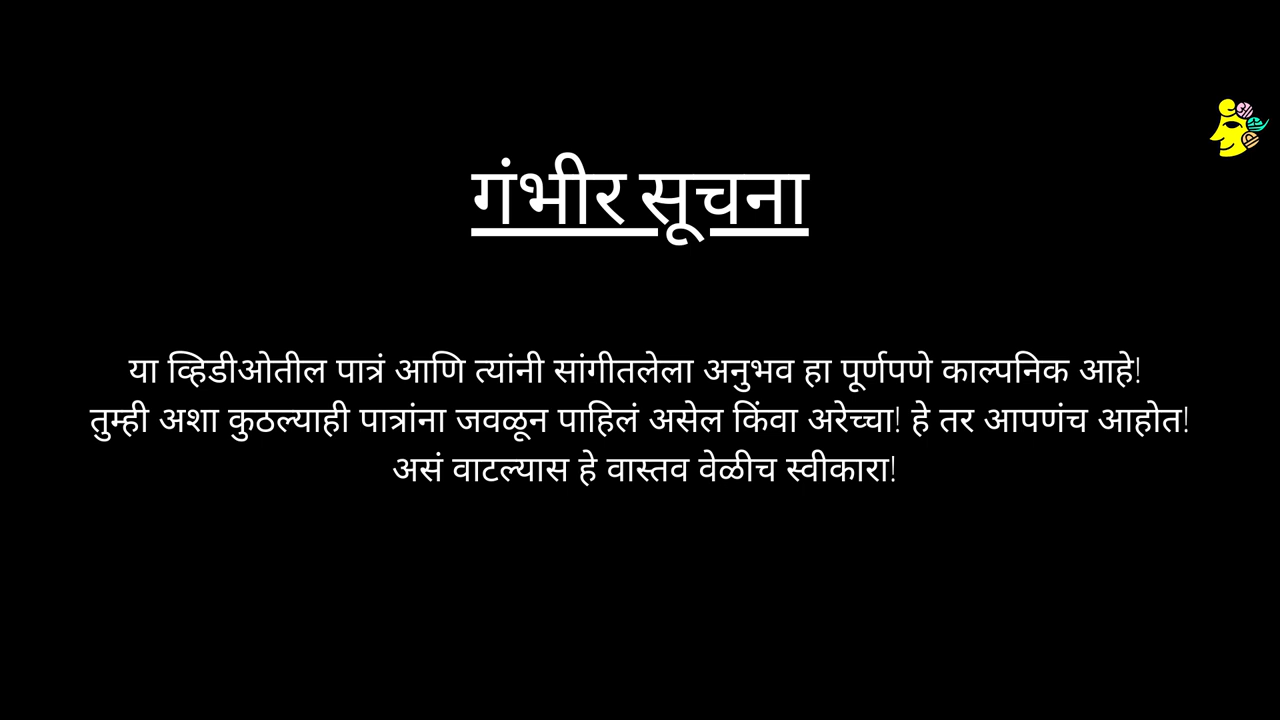 गंभीर सूचना
या व्हिडीओतील पात्रं आणि त्यांनी सांगीतलेला अनुभव हा पूर्णपणे काल्पनिक आहे!
तुम्ही अशा कुठल्याही पात्रांना जवळून पाहिलं असेल किंवा अरेच्चा! हे तर आपणंच आहोत!
असं वाटल्यास हे वास्तव वेळीच स्वीकारा!